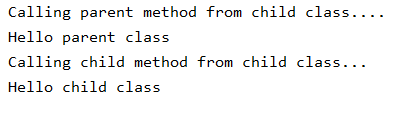 Calling parent method from child class....
Hello parent class
Calling child method from child class...
Hello child class